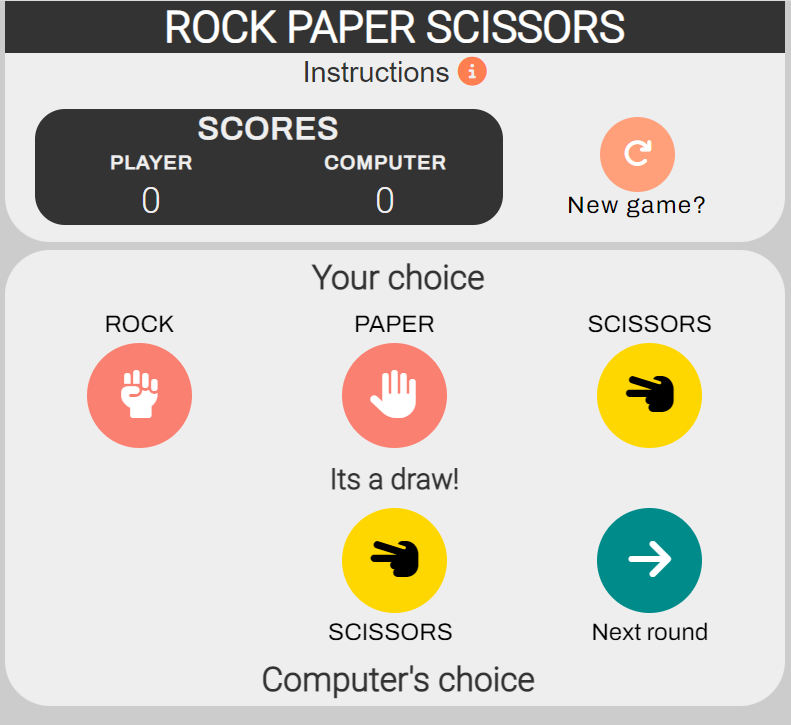 ROCK PAPER SCISSORS
Instructions
SCORES
PLAYER COMPUTER
0 0
New game?
Your choice
ROCK PAPER SCISSORS
Its a draw!
SCISSORS Next round
Computer's choice